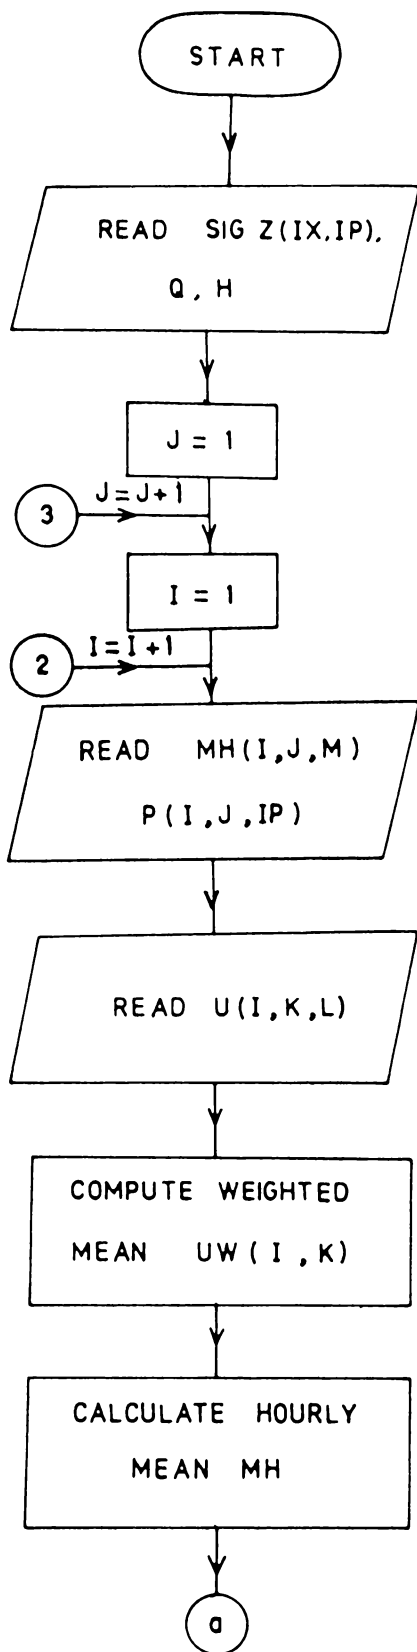 START
READ SIG Z(IX,IP),
Q, H
J = 1
J=J+1
3
I = 1
I=I+1
2
READ MH(I,J,M)
P(I,J,IP)
READ U(I,K,L)
COMPUTE WEIGHTED
MEAN UW(I,K)
CALCULATE HOURLY
MEAN MH
a